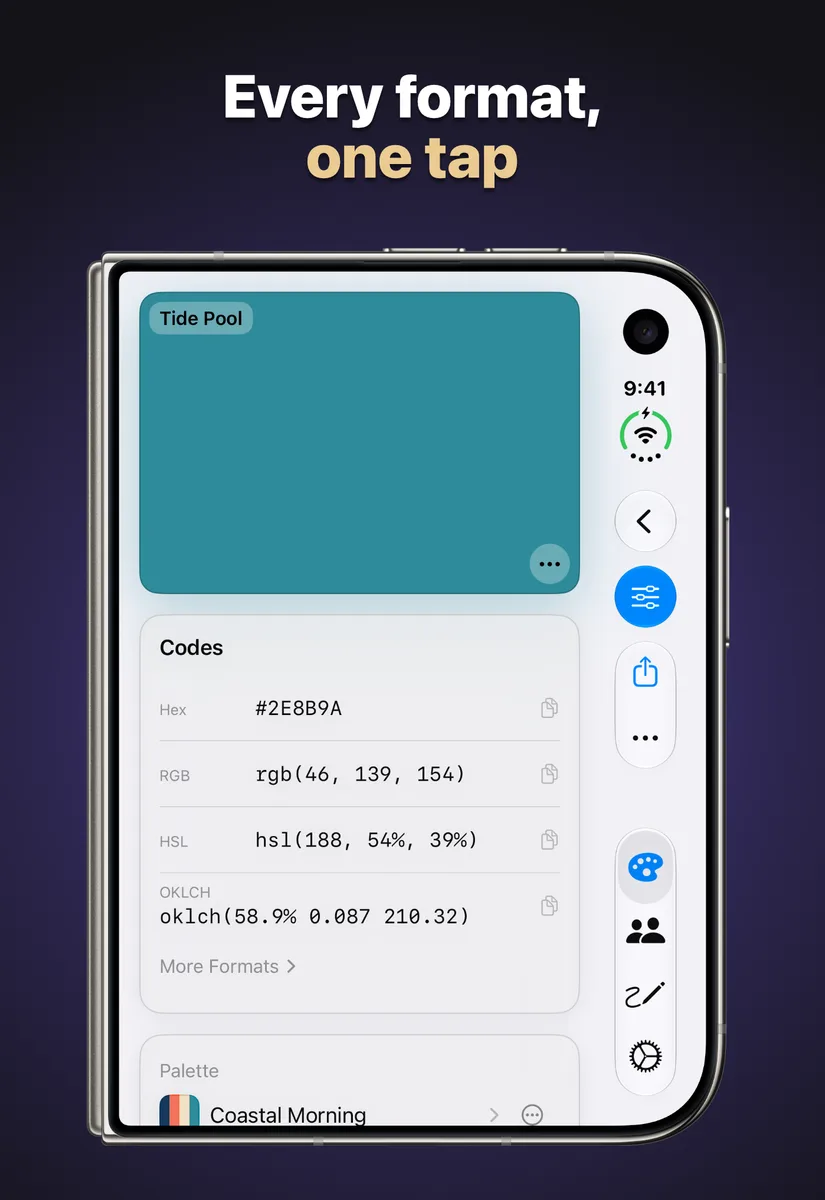 Every format,
one tap
Tide Pool
9:41
Codes
Hex #2E8B9A
RGB rgb(46, 139, 154)
HSL hsl(188, 54%, 39%)
OKLCH
oklch(58.9% 0.087 210.32)
More Formats
Palette
Coastal Morning